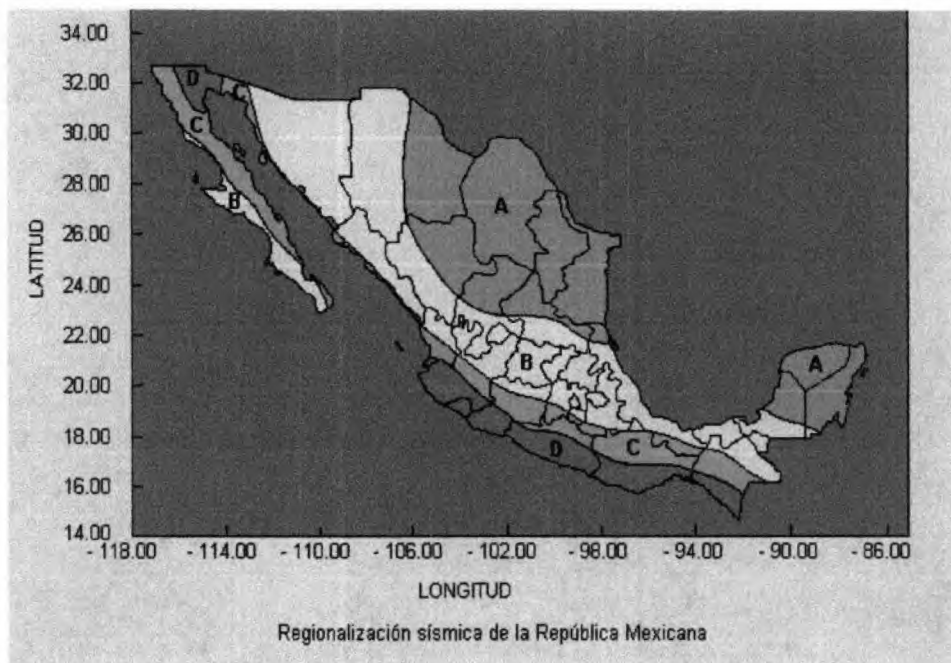 34.00
32.00
30.00
28.00
26.00
24.00
22.00
20.00
18.00
16.00
14.00
LATITUD
D
C
C
B
A
B
A
D
C
- 118.00 - 114.00 - 110.00 - 106.00 - 102.00 - 98.00 - 94.00 - 90.00 - 86.00
LONGITUD
Regionalización sísmica de la República Mexicana